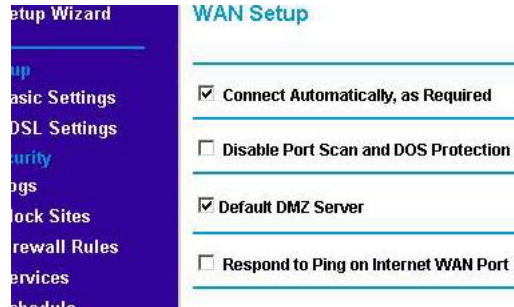 etup Wizard
WAN Setup
up
asic Settings
DSL Settings
curity
ogs
lock Sites
rewall Rules
ervices
Connect Automatically, as Required
Disable Port Scan and DOS Protection
Default DMZ Server
Respond to Ping on Internet WAN Port